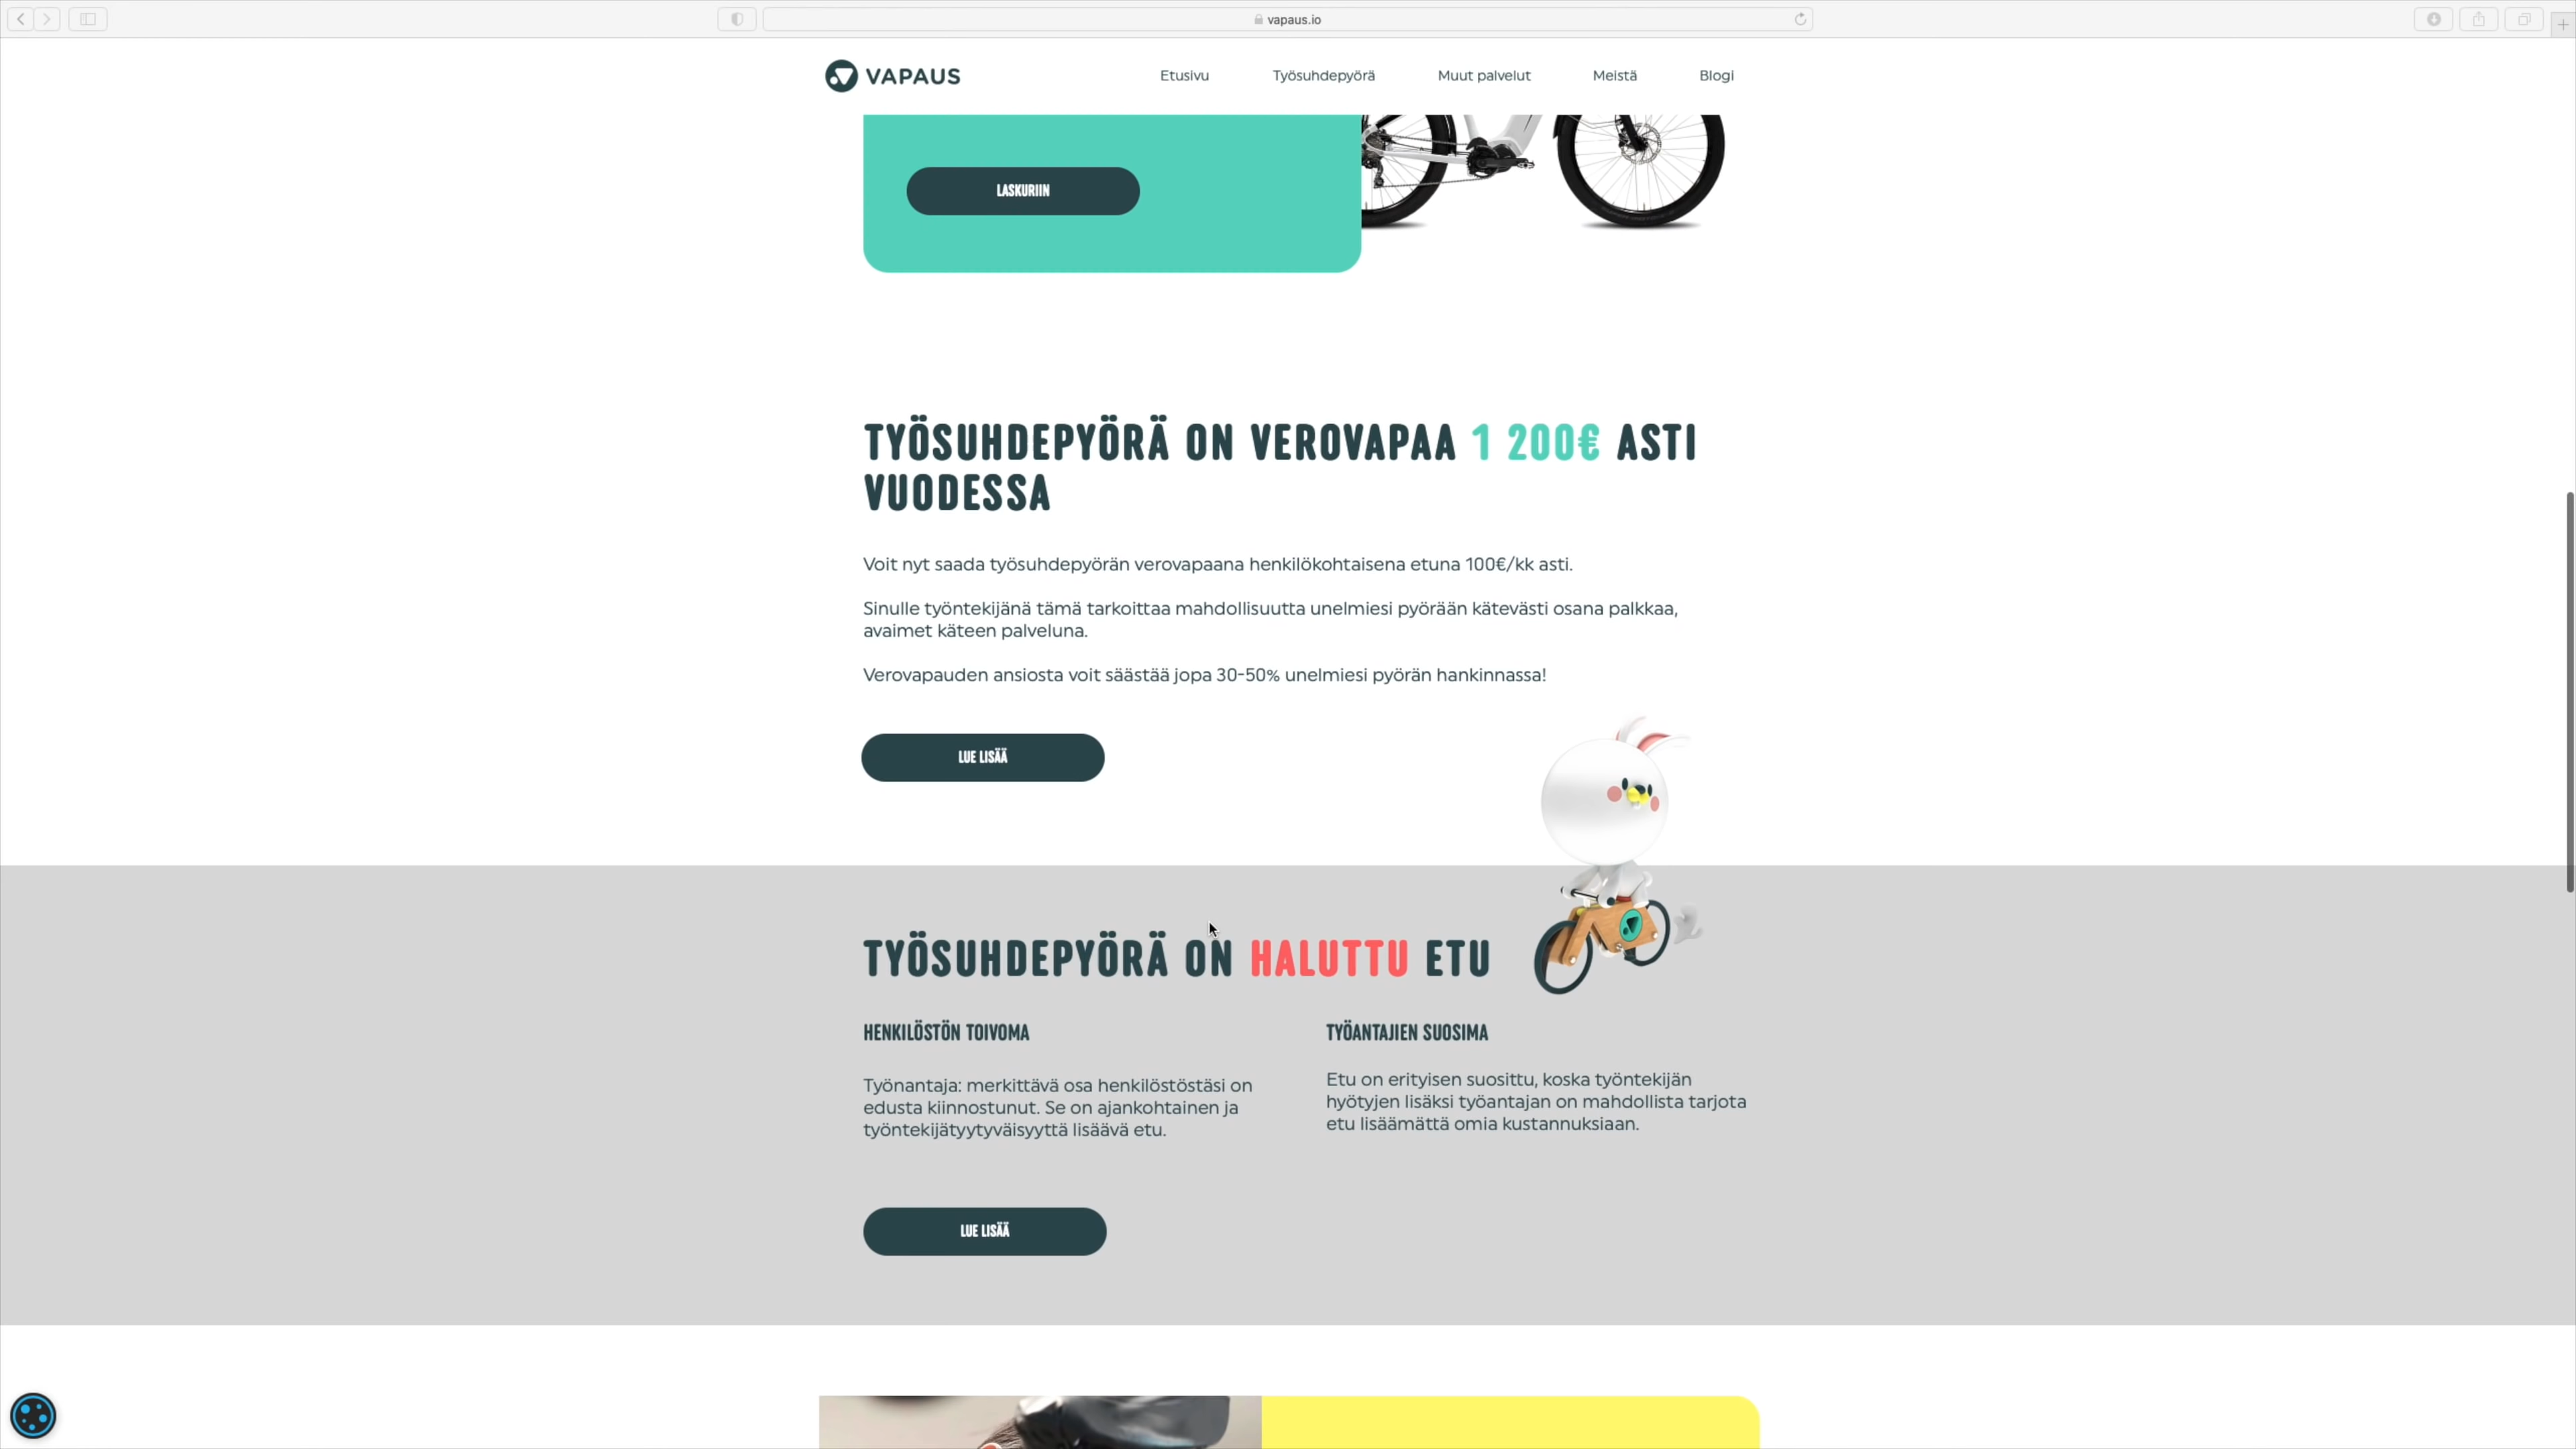 vapaus.io
VAPAUS
Etusivu
Työsuhdepyörä
Muut palvelut
Meistä
Blogi
LASKURIIN
TYÖSUHDEPYÖRÄ ON VEROVAPAA 1 200€ ASTI
VUODESSA
Voit nyt saada työsuhdepyörän verovapaana henkilökohtaisena etuna 100€/kk asti.
Sinulle työntekijänä tämä tarkoittaa mahdollisuutta unelmiesi pyörään kätevästi osana palkkaa,
avaimet käteen palveluna.
Verovapauden ansiosta voit säästää jopa 30-50% unelmiesi pyörän hankinnassa!
LUE LISÄÄ
TYÖSUHDEPYÖRÄ ON HALUTTU ETU
HENKILÖSTÖN TOIVOMA
Työnantaja: merkittävä osa henkilöstöstäsi on
edusta kiinnostunut. Se on ajankohtainen ja
työntekijätyytyväisyyttä lisäävä etu.
TYÖANTAJIEN SUOSIMA
Etu on erityisen suosittu, koska työntekijän
hyötyjen lisäksi työantajan on mahdollista tarjota
etu lisäämättä omia kustannuksiaan.
LUE LISÄÄ